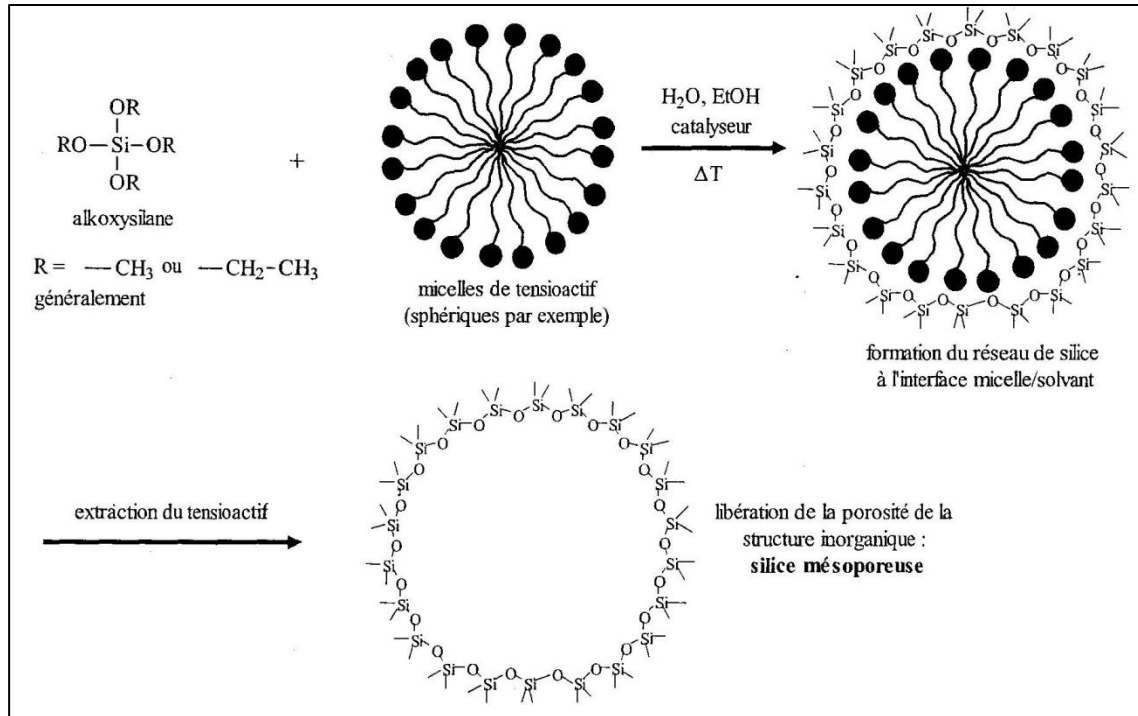 OR
RO—Si—OR
OR
alkoxysilane
R = —CH₃ ou —CH₂-CH₃
généralement
+
micelles de tensioactif
(sphériques par exemple)
H₂O, EtOH
catalyseur
ΔT
formation du réseau de silice
à l'interface micelle/solvant
extraction du tensioactif
libération de la porosité de la
structure inorganique :
silice mésoporeuse